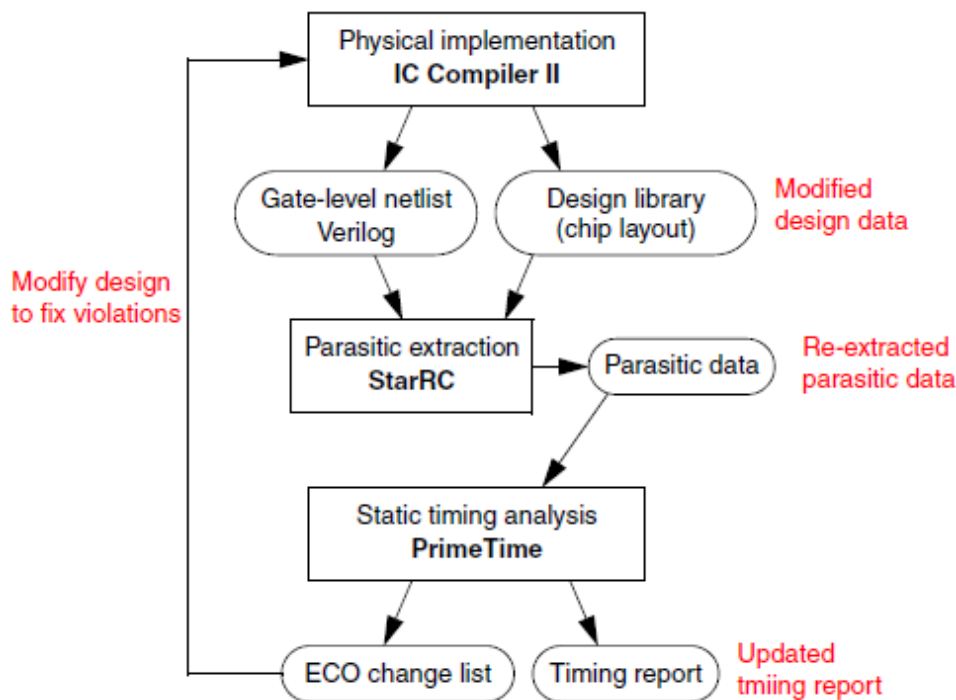 Physical implementation
IC Compiler II
Gate-level netlist
Verilog
Design library
(chip layout)
Modified
design data
Modify design
to fix violations
Parasitic extraction
StarRC
Parasitic data
Re-extracted
parasitic data
Static timing analysis
PrimeTime
ECO change list
Timing report
Updated
tmiing report